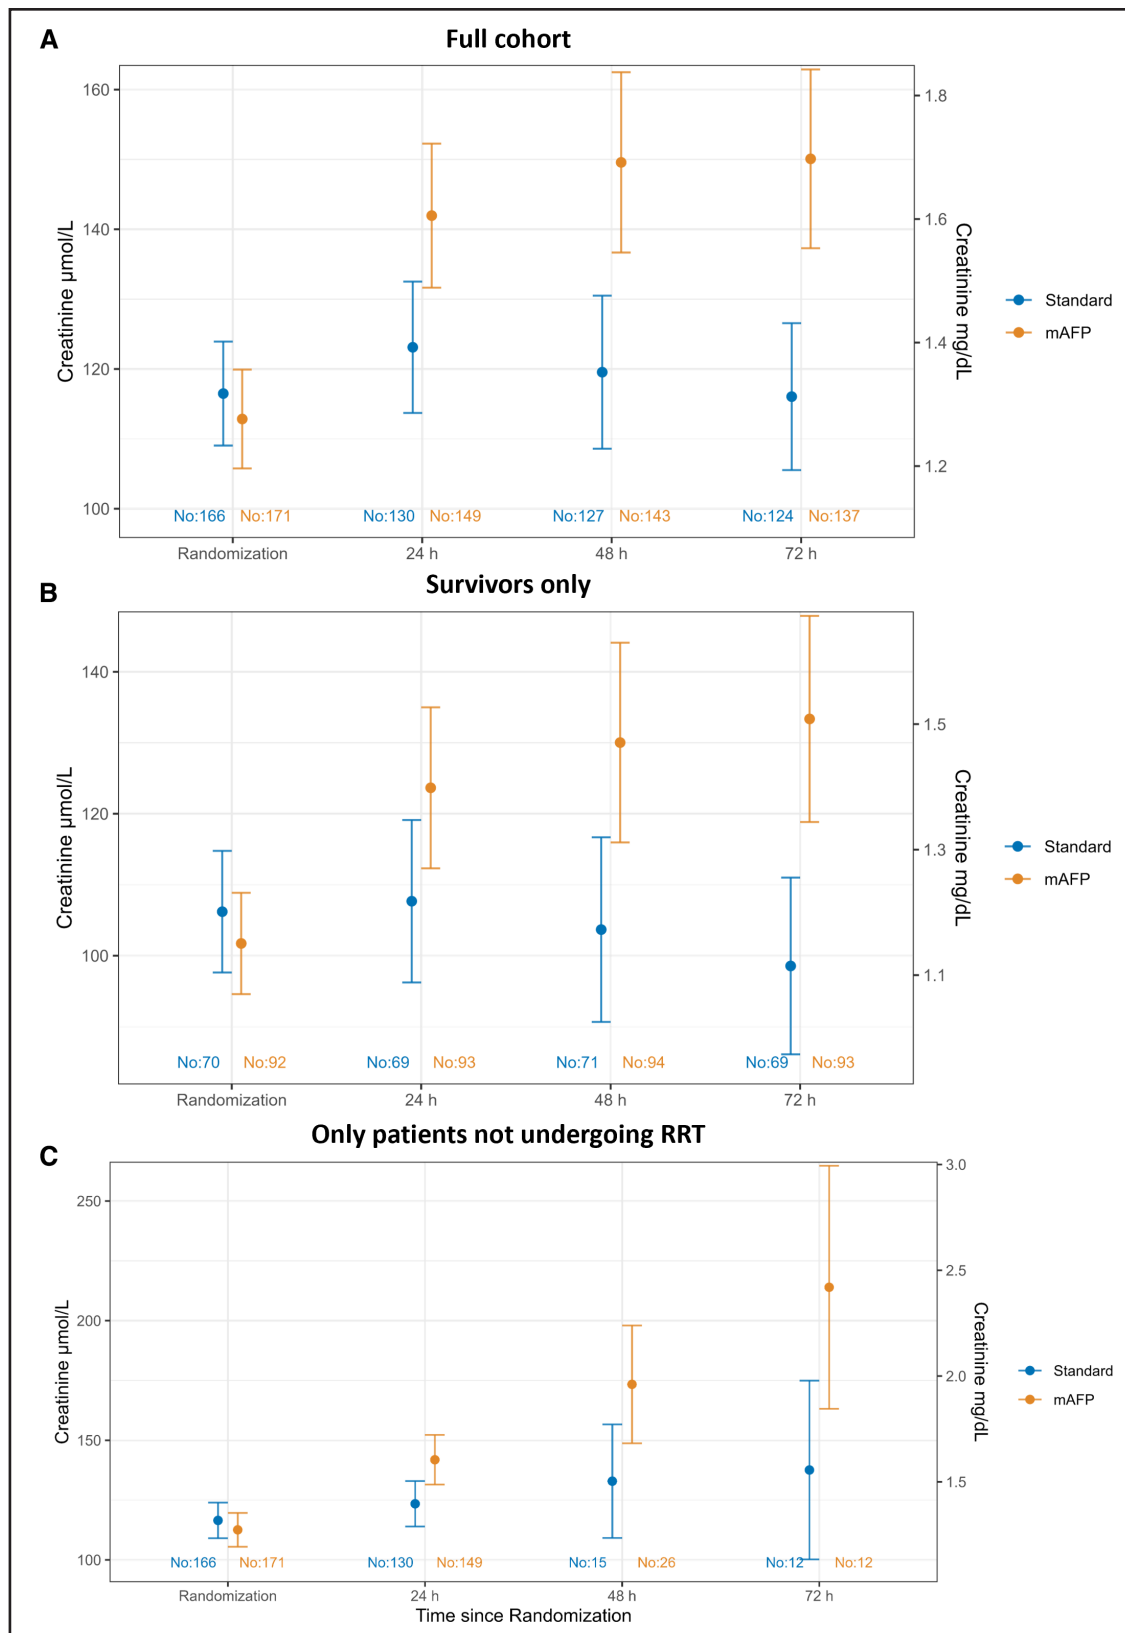 A
Full cohort
160
140
120
100
Creatinine µmol/L
1.8
1.6
1.4
1.2
Creatinine mg/dL
Standard
mAFP
No:166 No:171 No:130 No:149 No:127 No:143 No:124 No:137
Randomization 24 h 48 h 72 h
B
Survivors only
140
120
100
Creatinine µmol/L
1.5
1.3
1.1
Creatinine mg/dL
Standard
mAFP
No:70 No:92 No:69 No:93 No:71 No:94 No:69 No:93
Randomization 24 h 48 h 72 h
C
Only patients not undergoing RRT
250
200
150
100
Creatinine µmol/L
3.0
2.5
2.0
1.5
Creatinine mg/dL
Standard
mAFP
No:166 No:171 No:130 No:149 No:15 No:26 No:12 No:12
Randomization 24 h 48 h 72 h
Time since Randomization